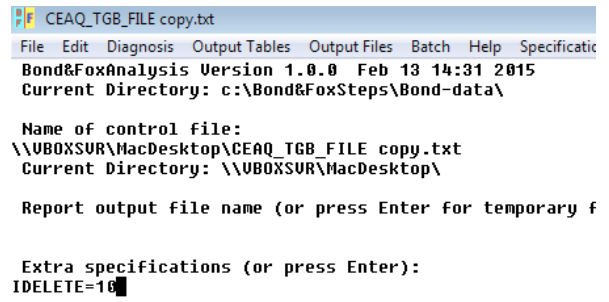 CEAQ_TGB_FILE copy.txt
File Edit Diagnosis Output Tables Output Files Batch Help
Bond&FoxAnalysis Version 1.0.0 Feb 13 14:31 2015
Current Directory: c:\Bond&FoxSteps\Bond-data\
Name of control file:
\\VBOXSVR\MacDesktop\CEAQ_TGB_FILE copy.txt
Current Directory: \\VBOXSVR\MacDesktop\
Report output file name (or press Enter for temporary
Extra specifications (or press Enter):
IDELETE=10